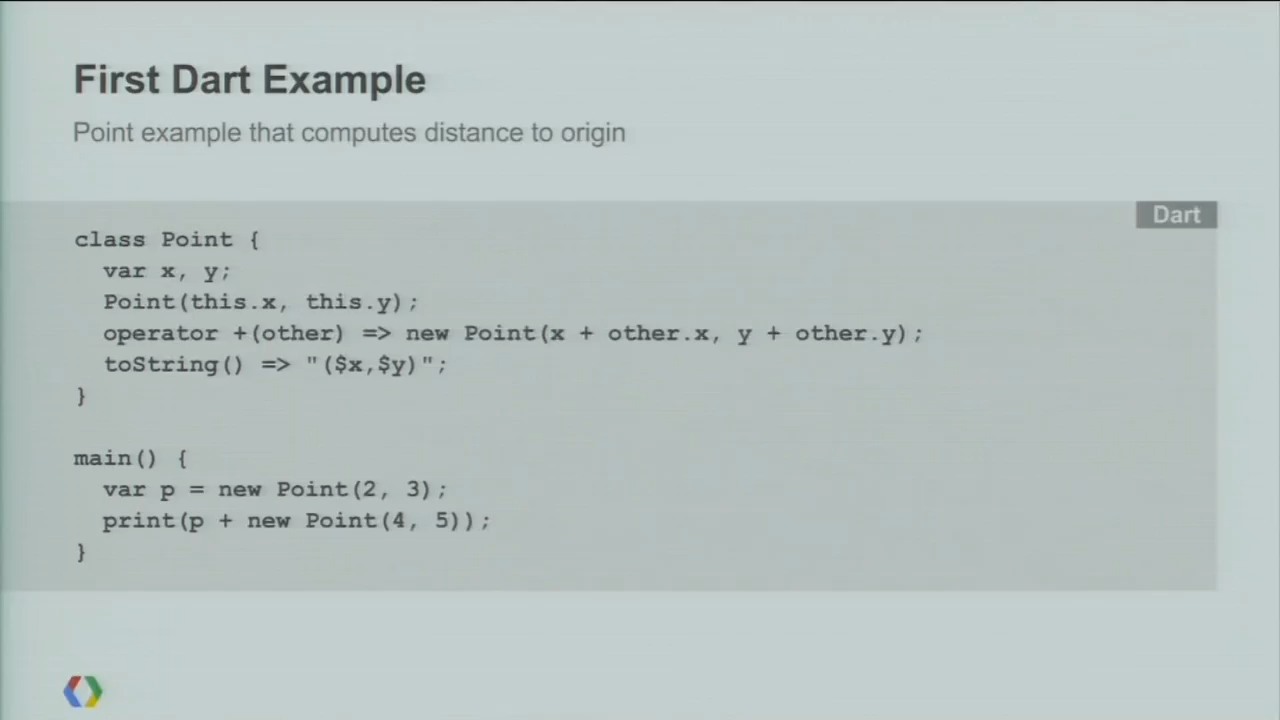 First Dart Example
Point example that computes distance to origin
Dart
class Point {
  var x, y;
  Point(this.x, this.y);
  operator +(other) => new Point(x + other.x, y + other.y);
  toString() => "($x,$y)";
}

main() {
  var p = new Point(2, 3);
  print(p + new Point(4, 5));
}